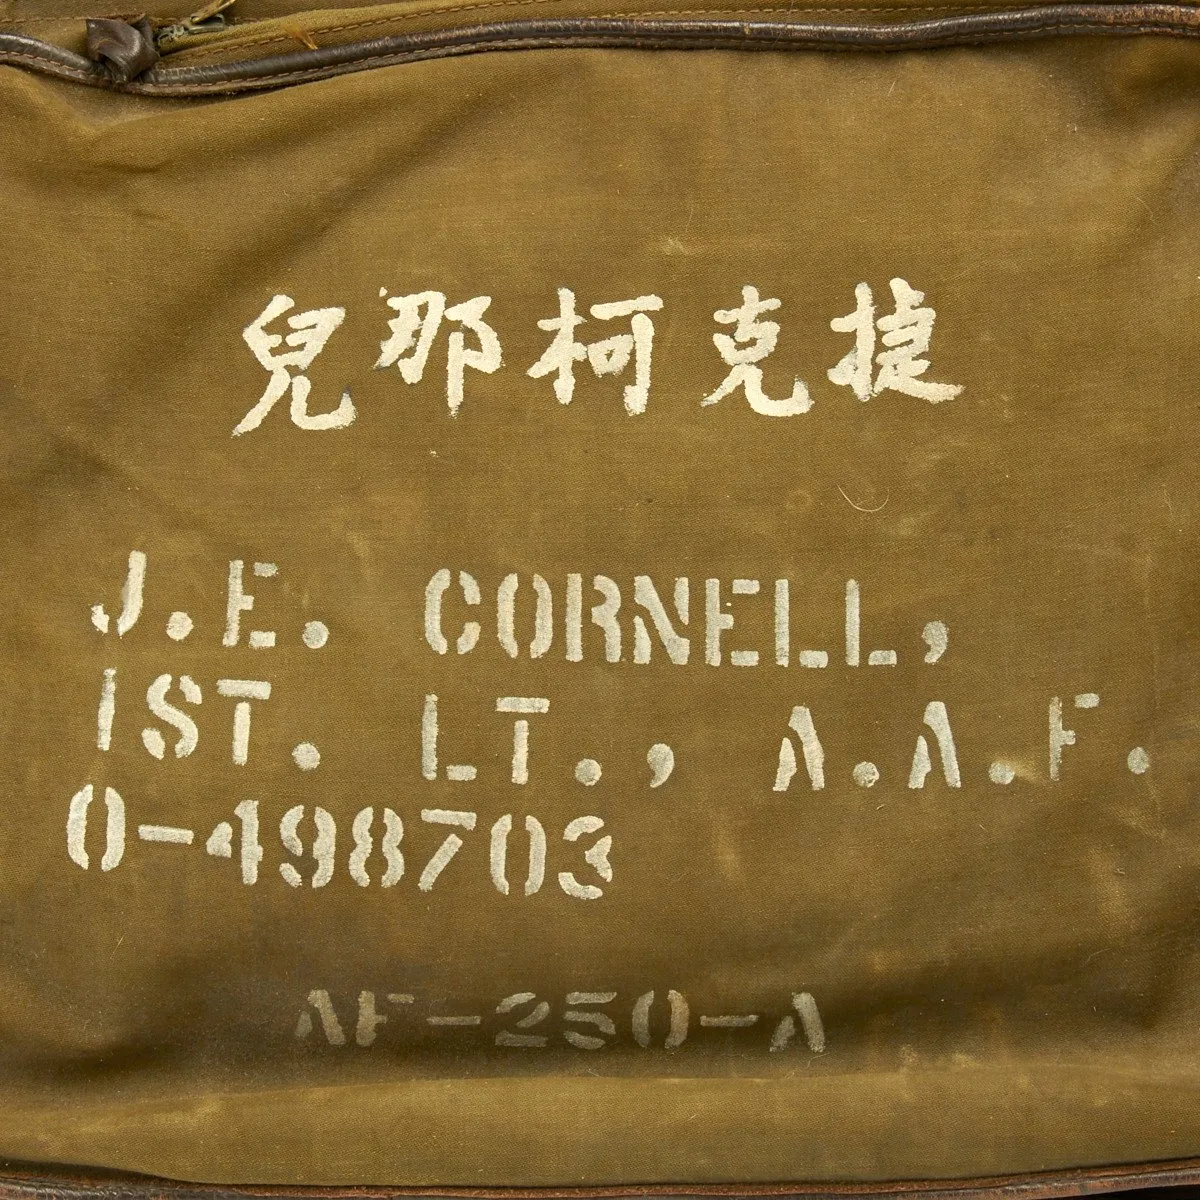 兒那柯克捷
J.E. CORNELL,
1ST. LT., A.A.F.
0-498703
AF-250-A